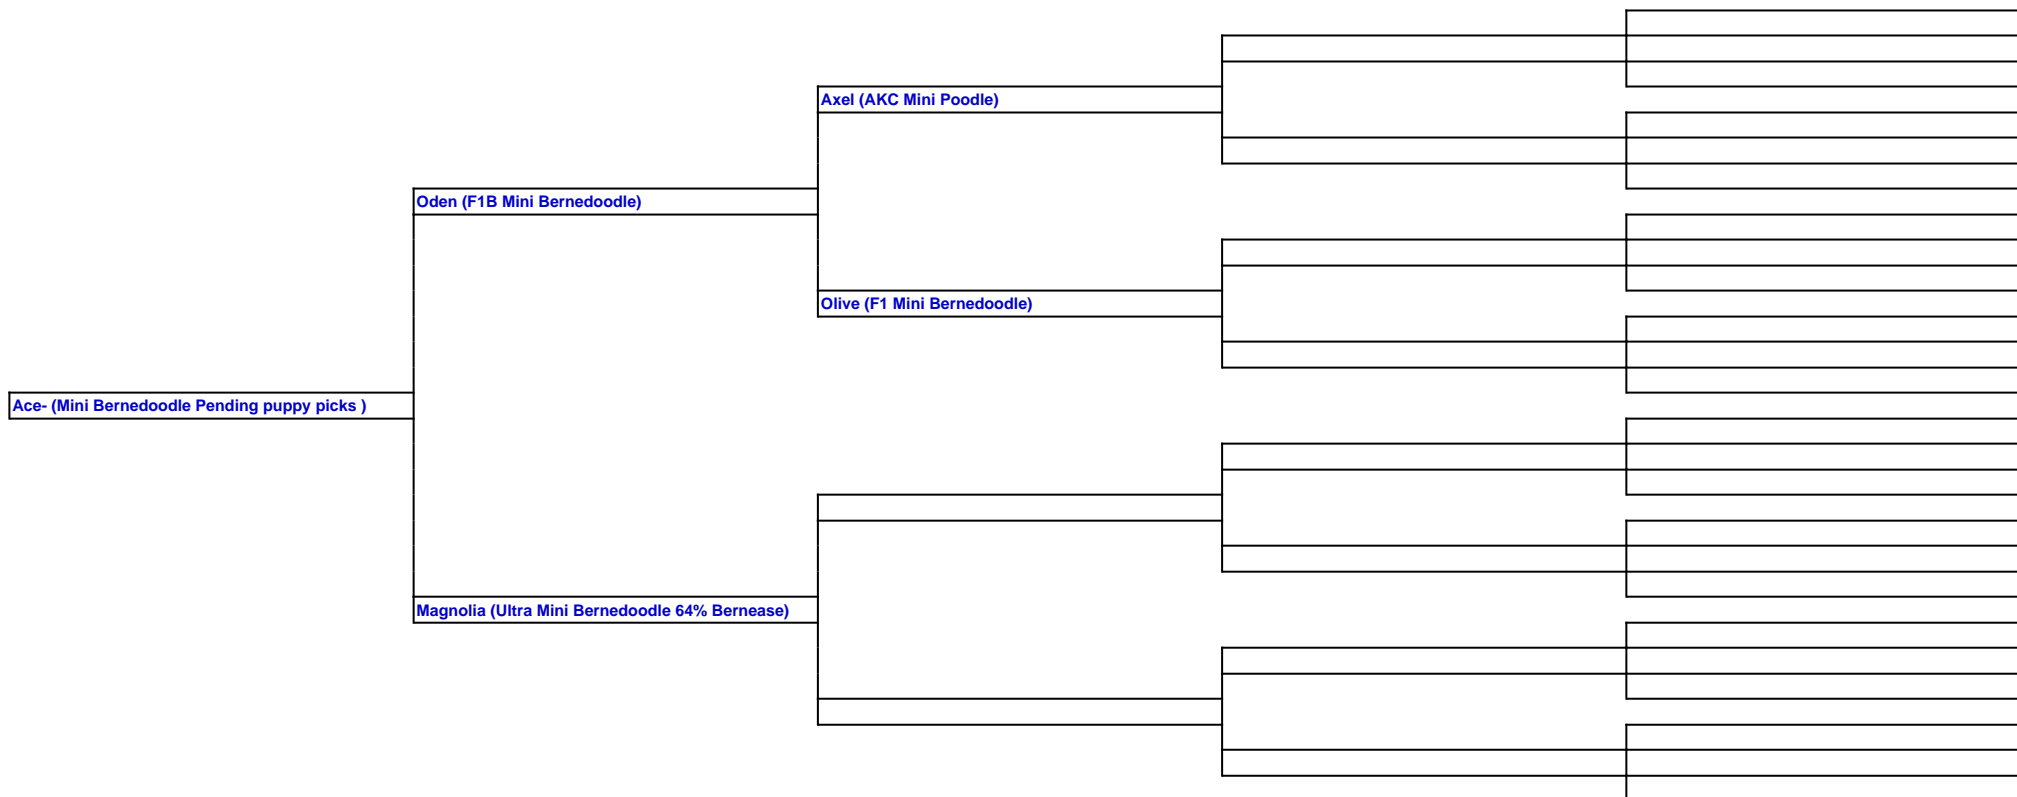 Axel (AKC Mini Poodle)
Oden (F1B Mini Bernedoodle)
Olive (F1 Mini Bernedoodle)
Ace- (Mini Bernedoodle Pending puppy picks )
Magnolia (Ultra Mini Bernedoodle 64% Bernease)